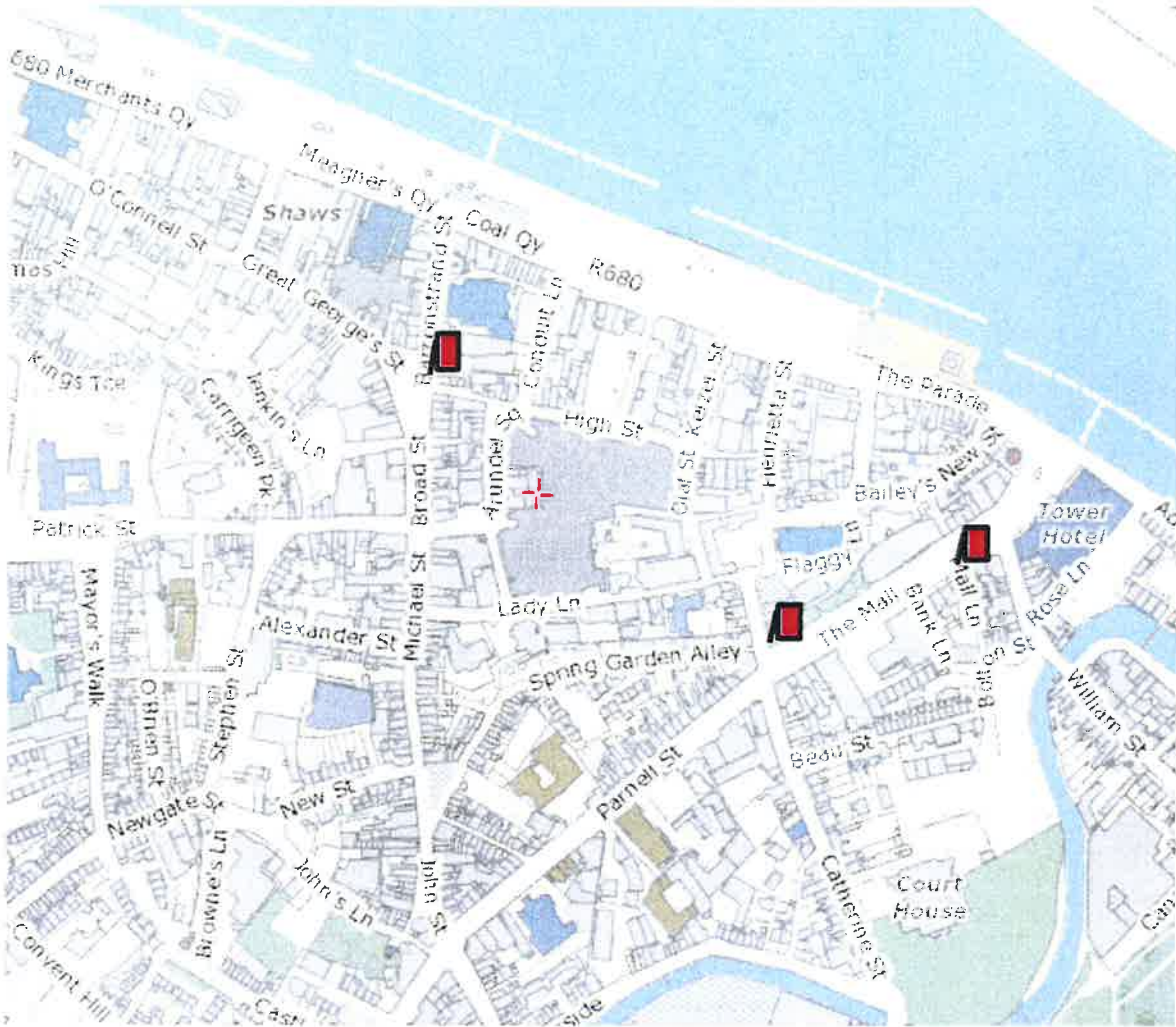 680 Merchants Qy
Meagher's Qy
Coal Qy
R680
O'Connell St
Shaws
Great George's St
Conduit Ln
Kings Tce
Jenkin's Ln
Carrigeen Pk
High St
Keizer St
Henrietta St
The Parade
Arundel Sq
Broad St
Olaf St
Bailey's New St
Patrick St
Flaggy Ln
Tower
Hotel
Mayor's Walk
Michael St
Lady Ln
Alexander St
The Mall
Bank Ln
Mall Ln
Rose Ln
Bolton St
Spring Garden Alley
William St
O'Brien St
Stephen St
Beau St
Parnell St
Newgate St
New St
Browne's Ln
John's Ln
John St
Catherine St
Court
House
Convent Hill